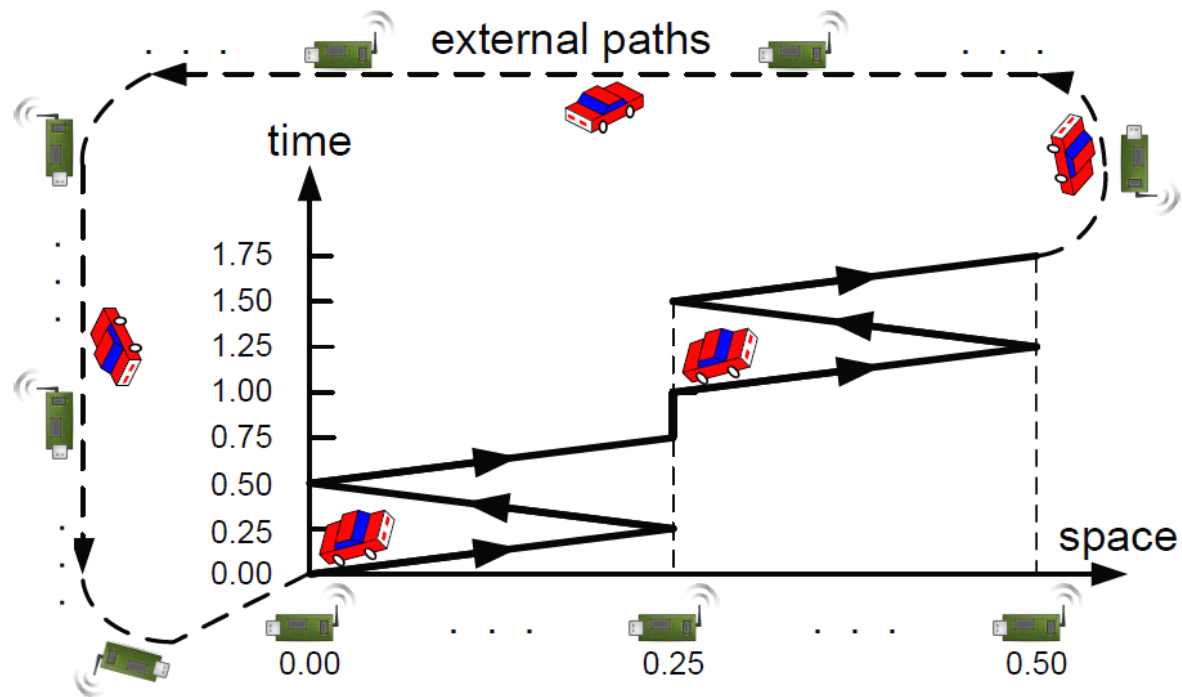 . . . external paths . . .
time
1.75
1.50
1.25
1.00
0.75
0.50
0.25
0.00
space
. . . . . .
0.00 0.25 0.50